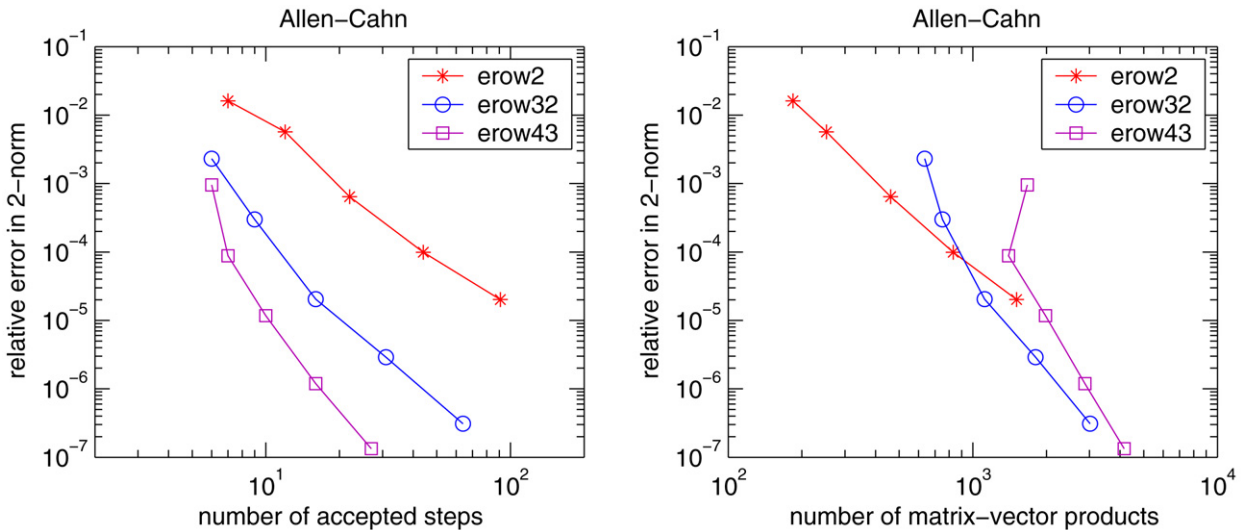 Allen−Cahn
10^−1
10^−2
10^−3
10^−4
10^−5
10^−6
10^−7
relative error in 2−norm
erow2
erow32
erow43
10^1
10^2
number of accepted steps
Allen−Cahn
10^−1
10^−2
10^−3
10^−4
10^−5
10^−6
10^−7
relative error in 2−norm
erow2
erow32
erow43
10^2
10^3
10^4
number of matrix−vector products